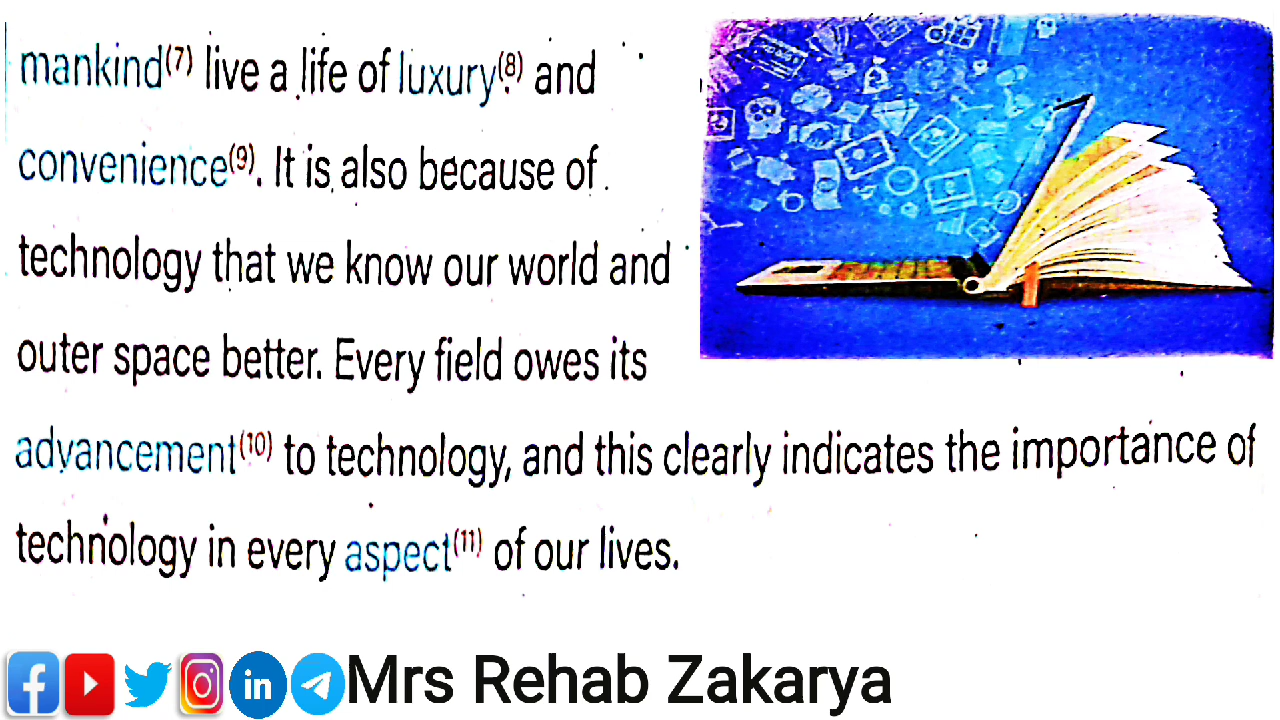 mankind(7) live a life of luxury(8) and
convenience(9). It is also because of
technology that we know our world and
outer space better. Every field owes its
advancement(10) to technology, and this clearly indicates the importance of
technology in every aspect(11) of our lives.
Mrs Rehab Zakarya